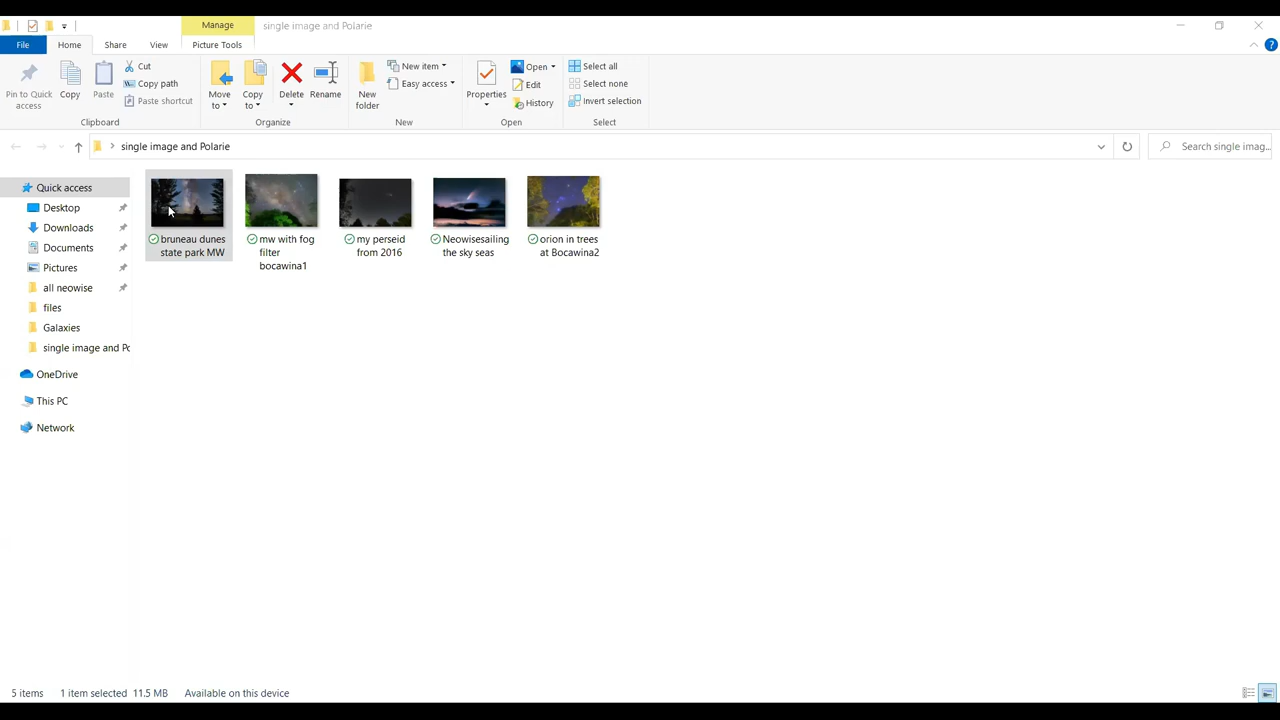 Manage
single image and Polarie
File
Home
Share
View
Picture Tools
Pin to Quick
access
Copy
Paste
Cut
Copy path
Paste shortcut
Clipboard
Move
to
Copy
to
Delete
Rename
Organize
New
folder
New item
Easy access
New
Properties
Open
Edit
History
Open
Select all
Select none
Invert selection
Select
single image and Polarie
Search single imag...
Quick access
Desktop
Downloads
Documents
Pictures
all neowise
files
Galaxies
single image and Po
OneDrive
This PC
Network
bruneau dunes
state park MW
mw with fog
filter
bocawina1
my perseid
from 2016
Neowisesailing
the sky seas
orion in trees
at Bocawina2
5 items
1 item selected
11.5 MB
Available on this device